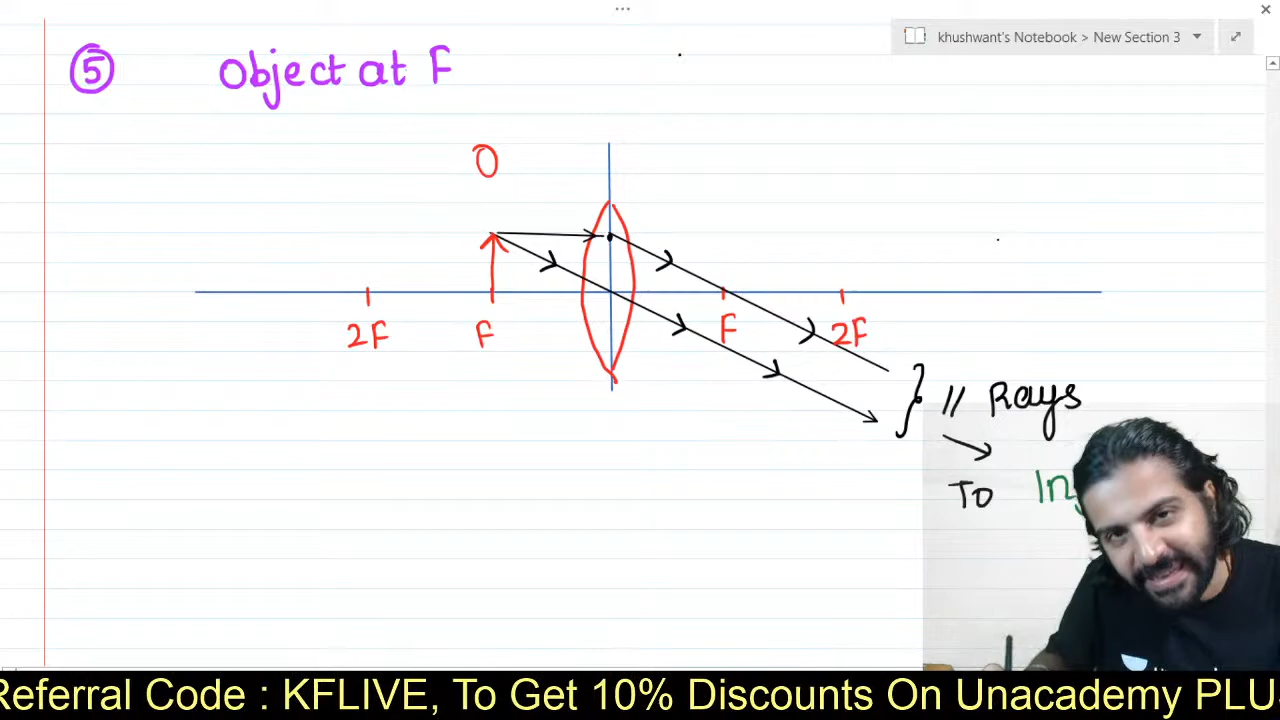 ...
khushwant's Notebook > New Section 3
5 Object at F
O
2F F F 2F
// Rays
To
Referral Code : KFLIVE, To Get 10% Discounts On Unacademy PLU